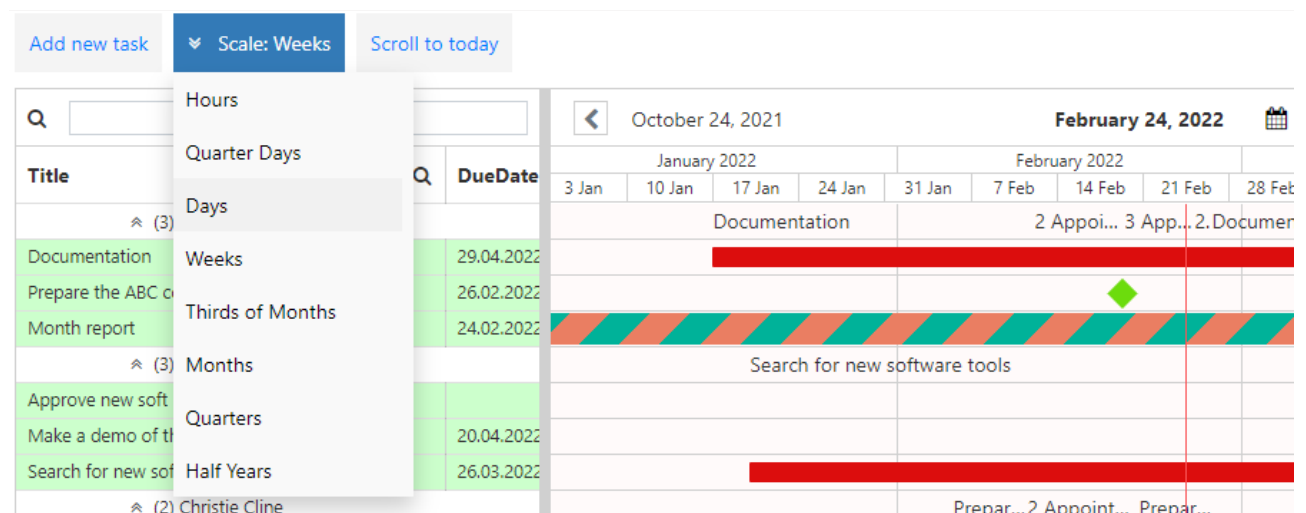 Add new task Scale: Weeks Scroll to today
Hours
Quarter Days
Days
Weeks
Thirds of Months
Months
Quarters
Half Years
October 24, 2021 February 24, 2022
Title DueDate
January 2022 February 2022
3 Jan 10 Jan 17 Jan 24 Jan 31 Jan 7 Feb 14 Feb 21 Feb 28 Feb
(3) Documentation 2 Appoi... 3 App... 2. Documen
Documentation 29.04.2022
Prepare the ABC 26.02.2022
Month report 24.02.2022
(3) Search for new software tools
Approve new soft
Make a demo of 20.04.2022
Search for new sof 26.03.2022
(2) Christie Cline Prepar... 2 Appoint... Prepar...